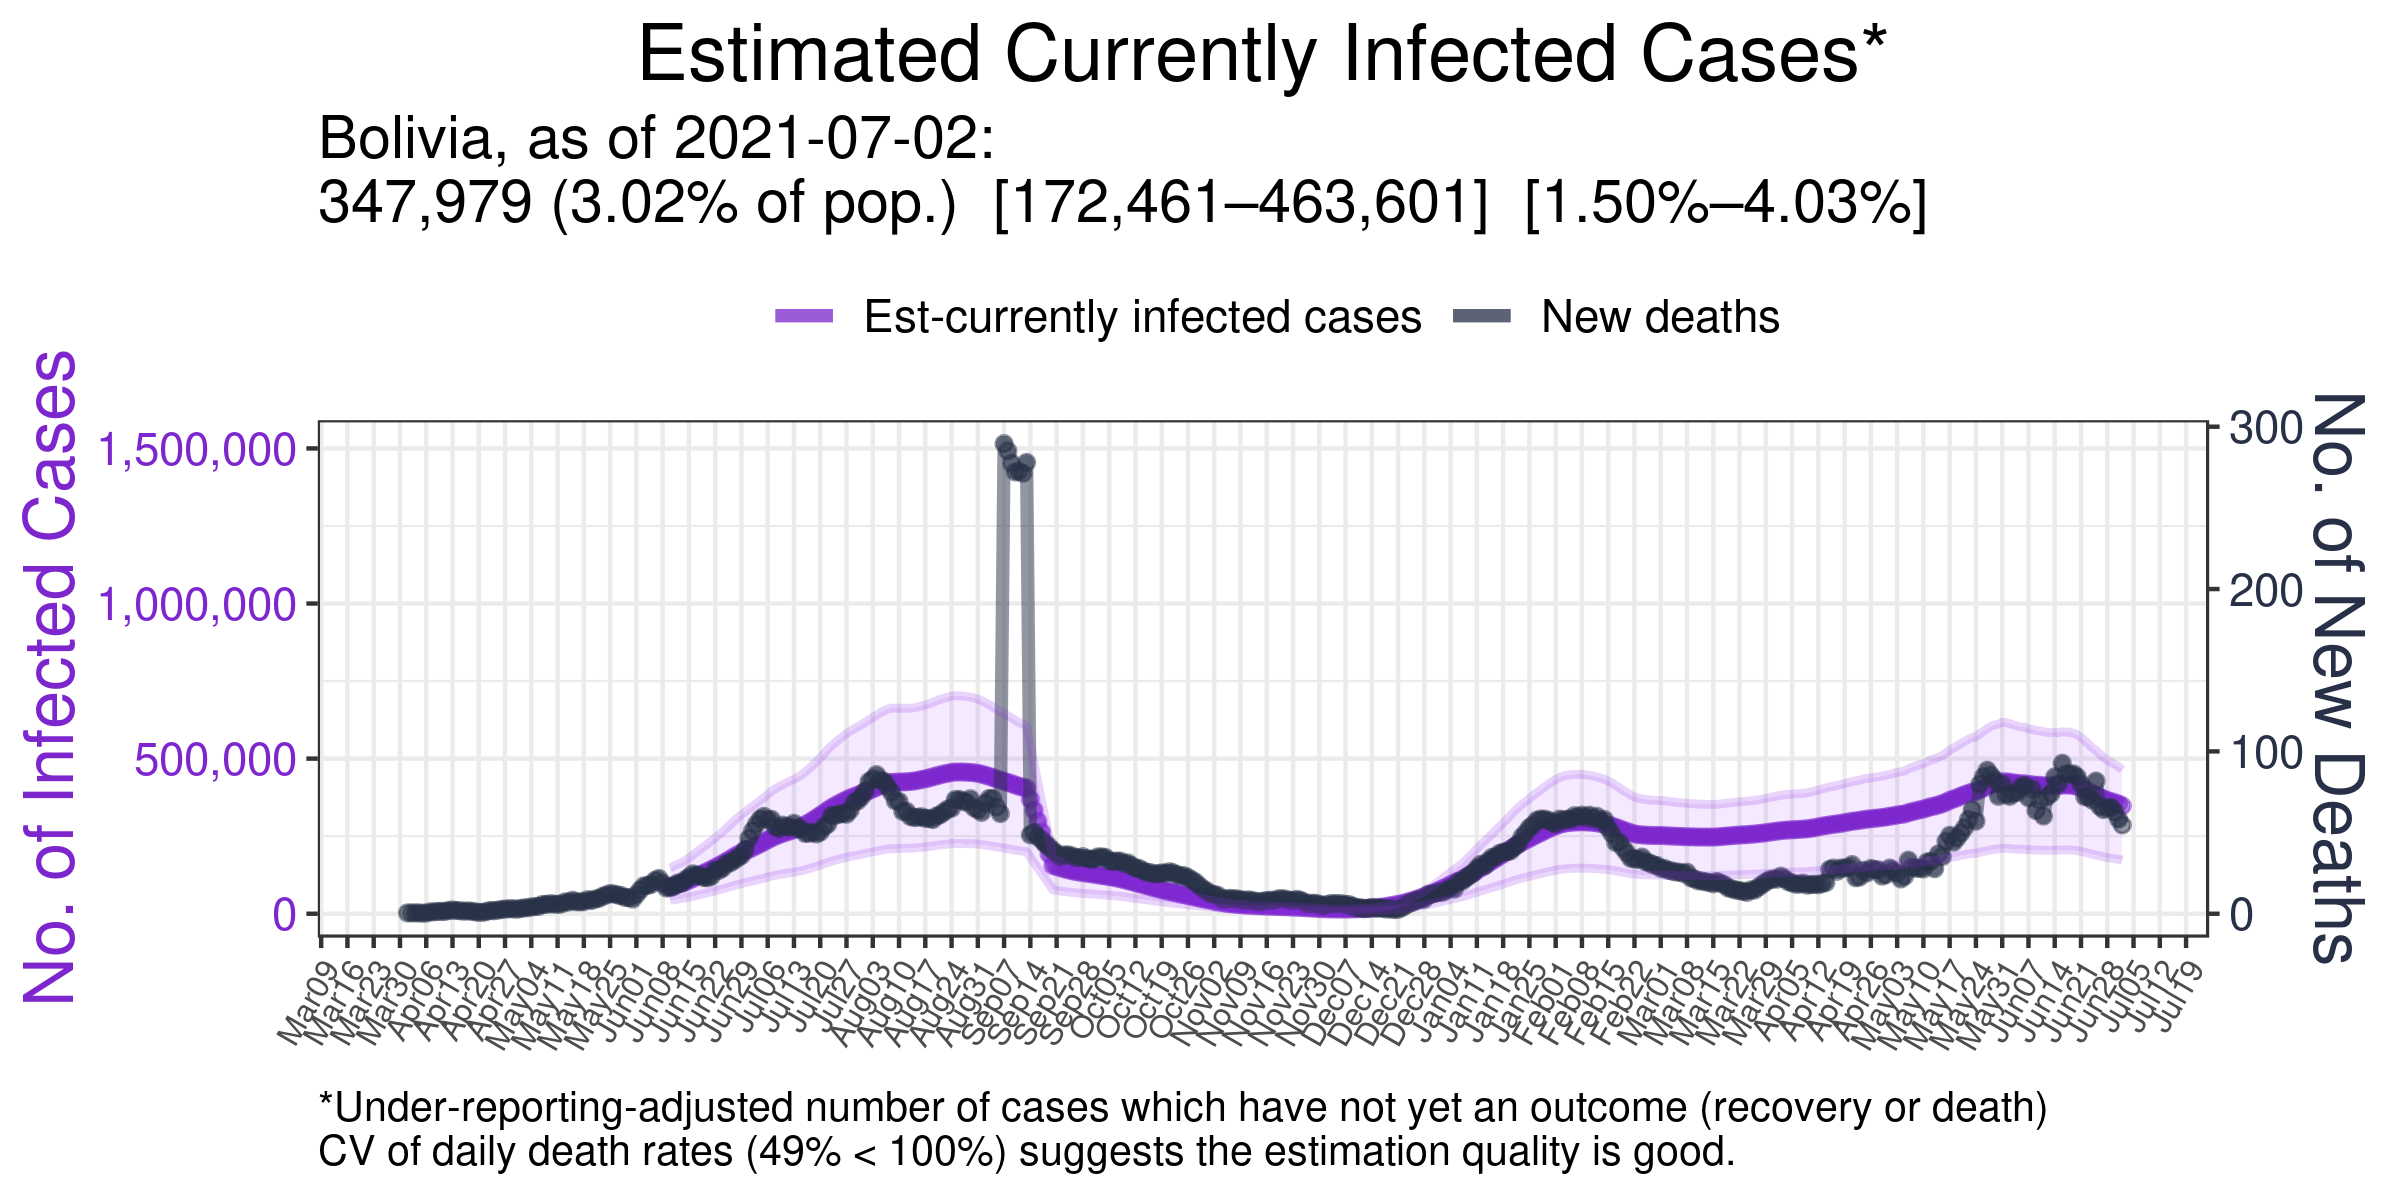 Estimated Currently Infected Cases*
Bolivia, as of 2021-07-02:
347,979 (3.02% of pop.) [172,461–463,601] [1.50%–4.03%]
Est-currently infected cases
New deaths
No. of Infected Cases
1,500,000
1,000,000
500,000
0
300
200
100
0
No. of New Deaths
Mar09
Mar16
Mar23
Mar30
Apr06
Apr13
Apr20
Apr27
May04
May11
May18
May25
Jun01
Jun08
Jun15
Jun22
Jun29
Jul06
Jul13
Jul20
Jul27
Aug03
Aug10
Aug17
Aug24
Aug31
Sep07
Sep14
Sep21
Sep28
Oct05
Oct12
Oct19
Oct26
Nov02
Nov09
Nov16
Nov23
Nov30
Dec07
Dec14
Dec21
Dec28
Jan04
Jan11
Jan18
Jan25
Feb01
Feb08
Feb15
Feb22
Mar01
Mar08
Mar15
Mar22
Mar29
Apr05
Apr12
Apr19
Apr26
May03
May10
May17
May24
May31
Jun07
Jun14
Jun21
Jun28
Jul05
Jul12
Jul19
*Under-reporting-adjusted number of cases which have not yet an outcome (recovery or death)
CV of daily death rates (49% < 100%) suggests the estimation quality is good.